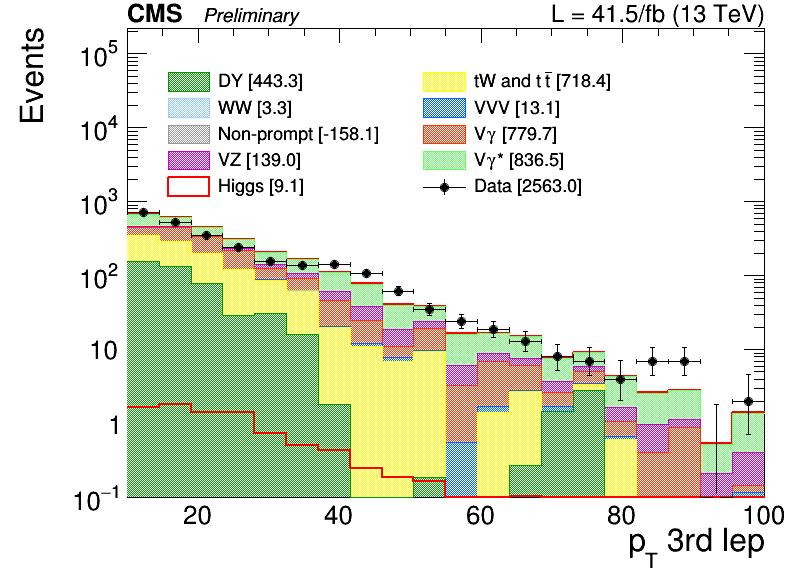 CMS Preliminary L = 41.5/fb (13 TeV)
Events
10⁵
10⁴
10³
10²
10
1
10⁻¹
DY [443.3]
WW [3.3]
Non-prompt [-158.1]
VZ [139.0]
Higgs [9.1]
tW and tt̄ [718.4]
VVV [13.1]
Vγ [779.7]
Vγ* [836.5]
Data [2563.0]
20 40 60 80 100
p_T 3rd lep